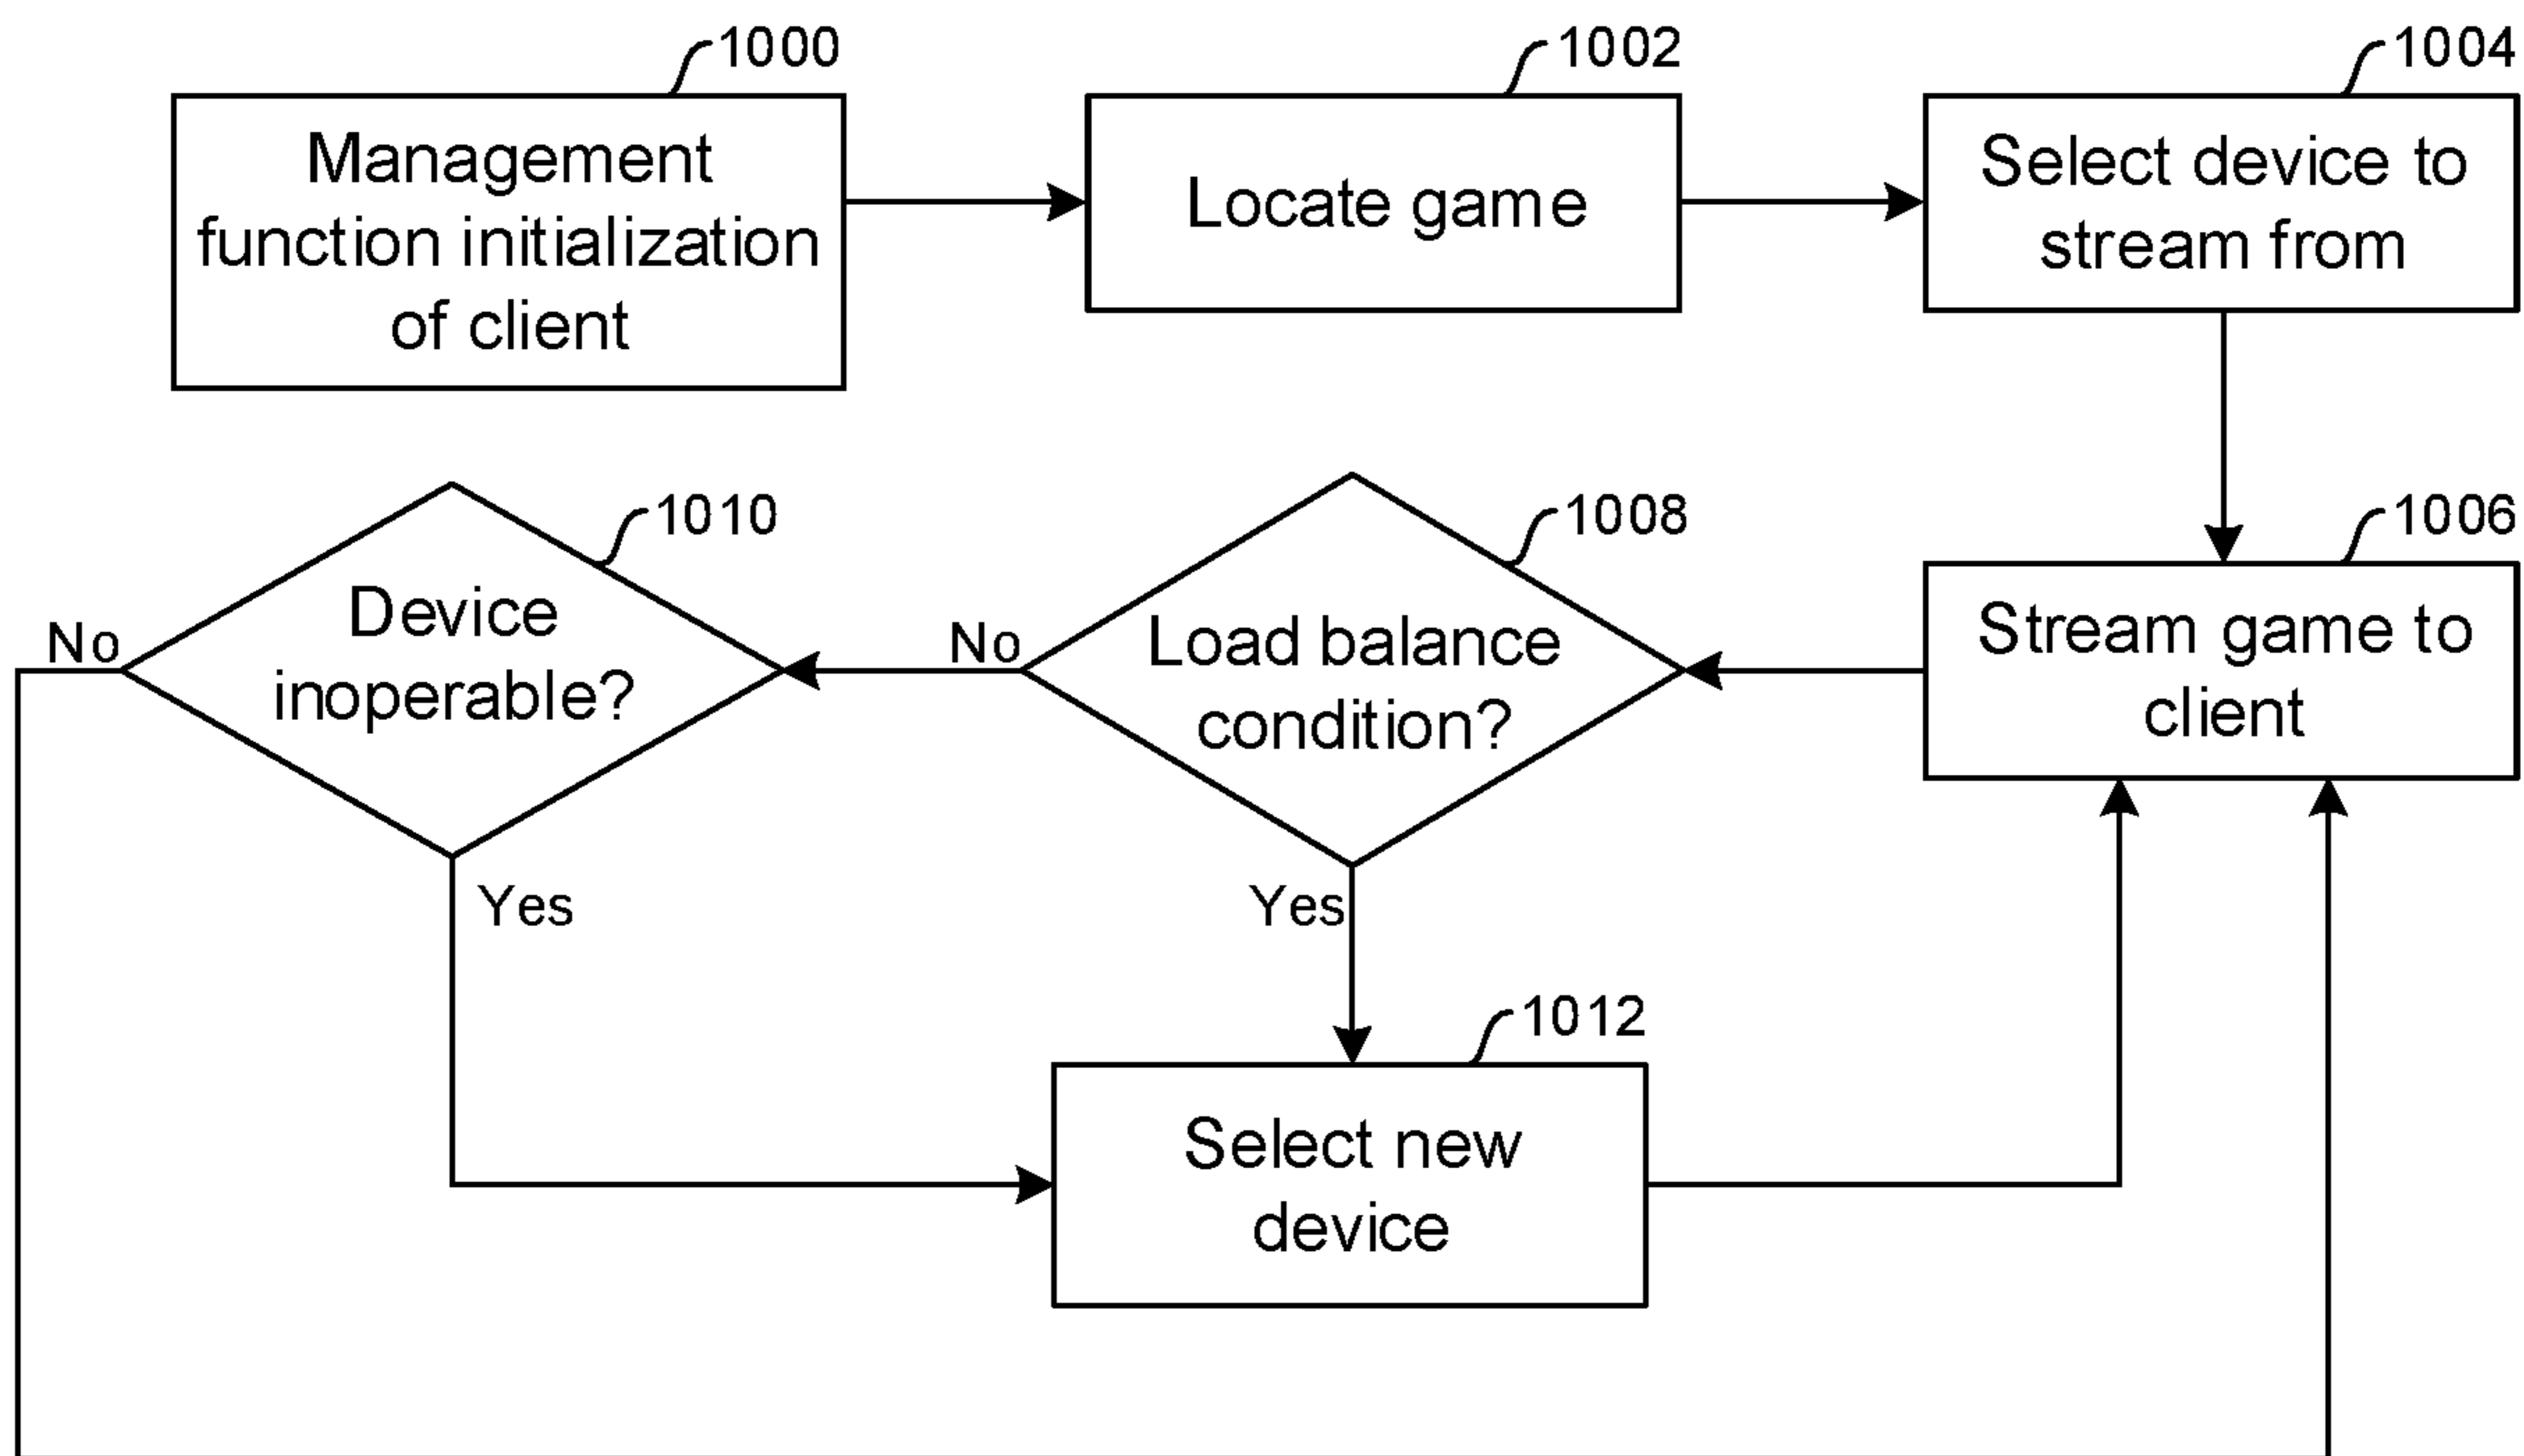 1000
Management
function initialization
of client
1002
Locate game
1004
Select device to
stream from
1006
Stream game to
client
1008
Load balance
condition?
No
Yes
1010
Device
inoperable?
No
Yes
1012
Select new
device